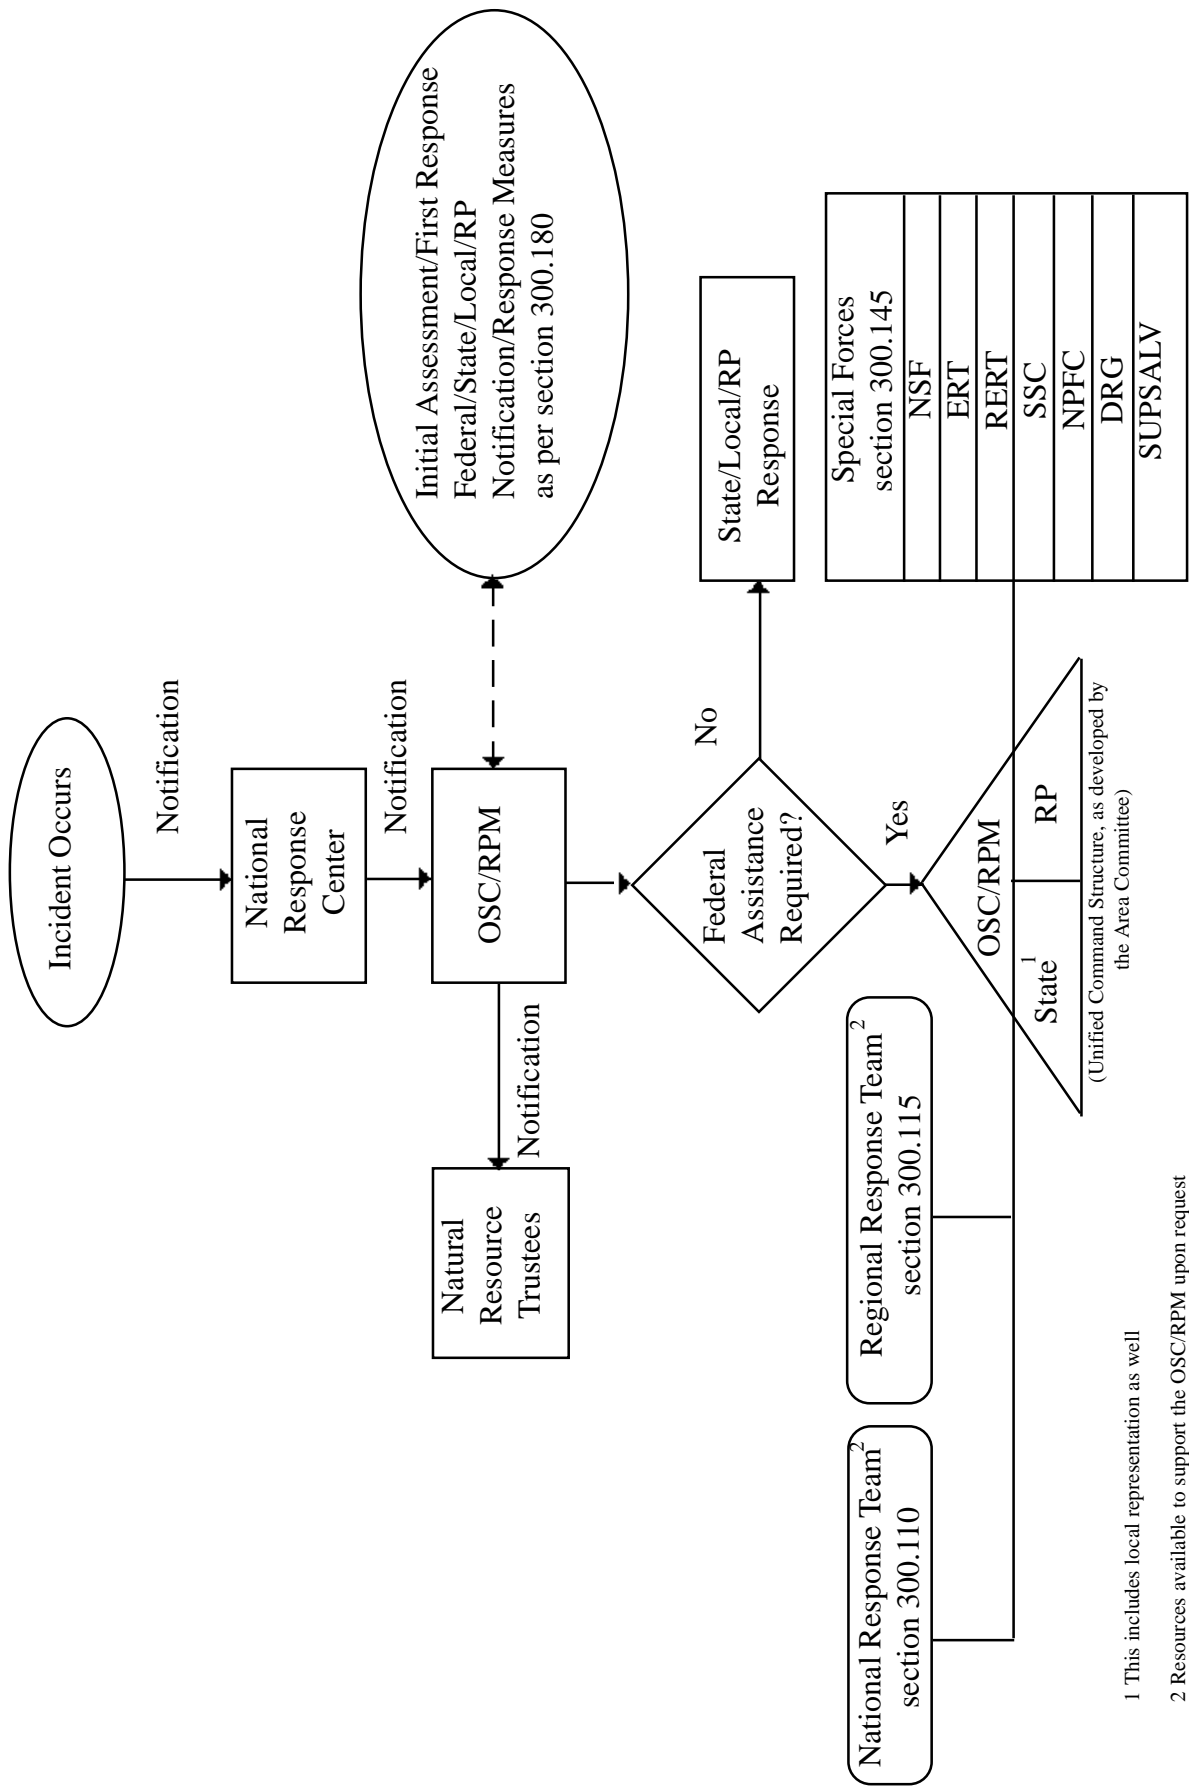 Incident Occurs
Notification
National
Response
Center
Notification
OSC/RPM
Initial Assessment/First Response
Federal/State/Local/RP
Notification/Response Measures
as per section 300.180
Natural
Resource
Trustees
Notification
Federal
Assistance
Required?
No
State/Local/RP
Response
Yes
National Response Team2
section 300.110
Regional Response Team2
section 300.115
OSC/RPM
State1
RP
(Unified Command Structure, as developed by
the Area Committee)
Special Forces
section 300.145
NSF
ERT
RERT
SSC
NPFC
DRG
SUPSALV
1 This includes local representation as well
2 Resources available to support the OSC/RPM upon request